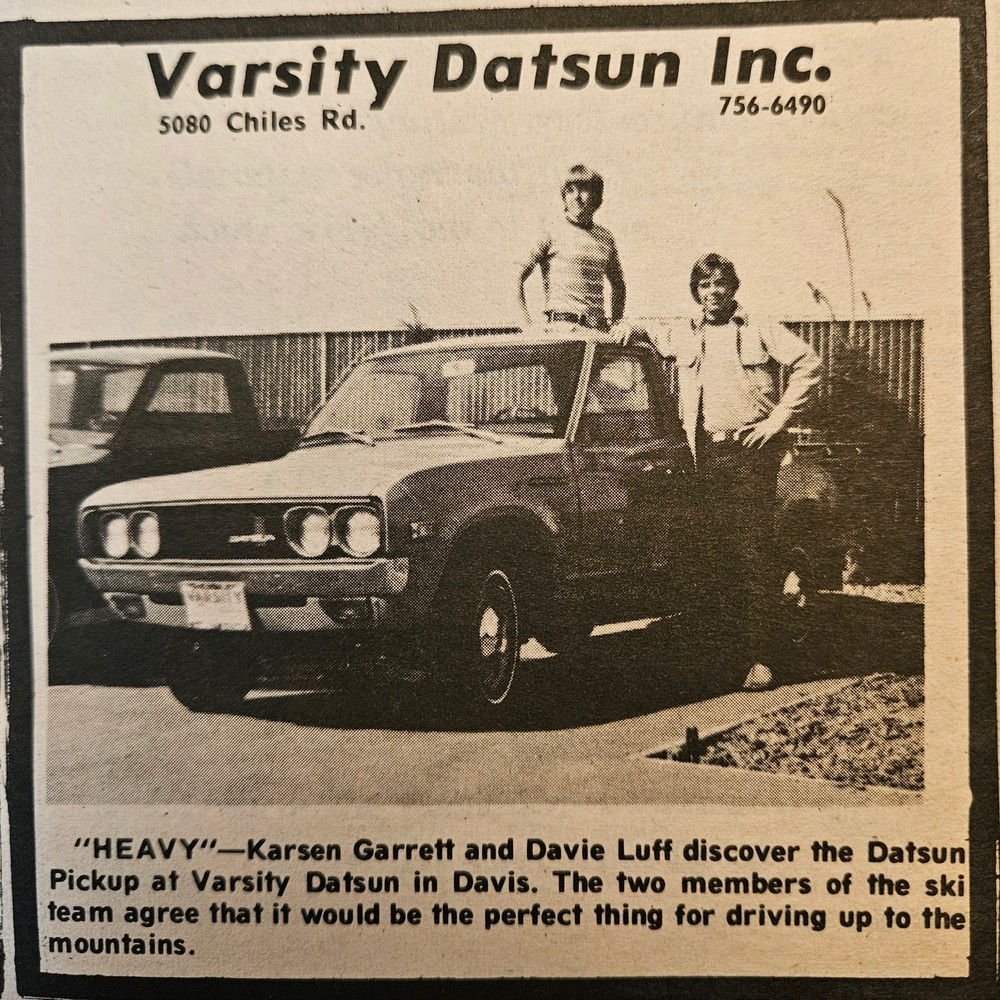 Varsity Datsun Inc.
5080 Chiles Rd.
756-6490
VARSITY
"HEAVY"—Karsen Garrett and Davie Luff discover the Datsun
Pickup at Varsity Datsun in Davis. The two members of the ski
team agree that it would be the perfect thing for driving up to the
mountains.